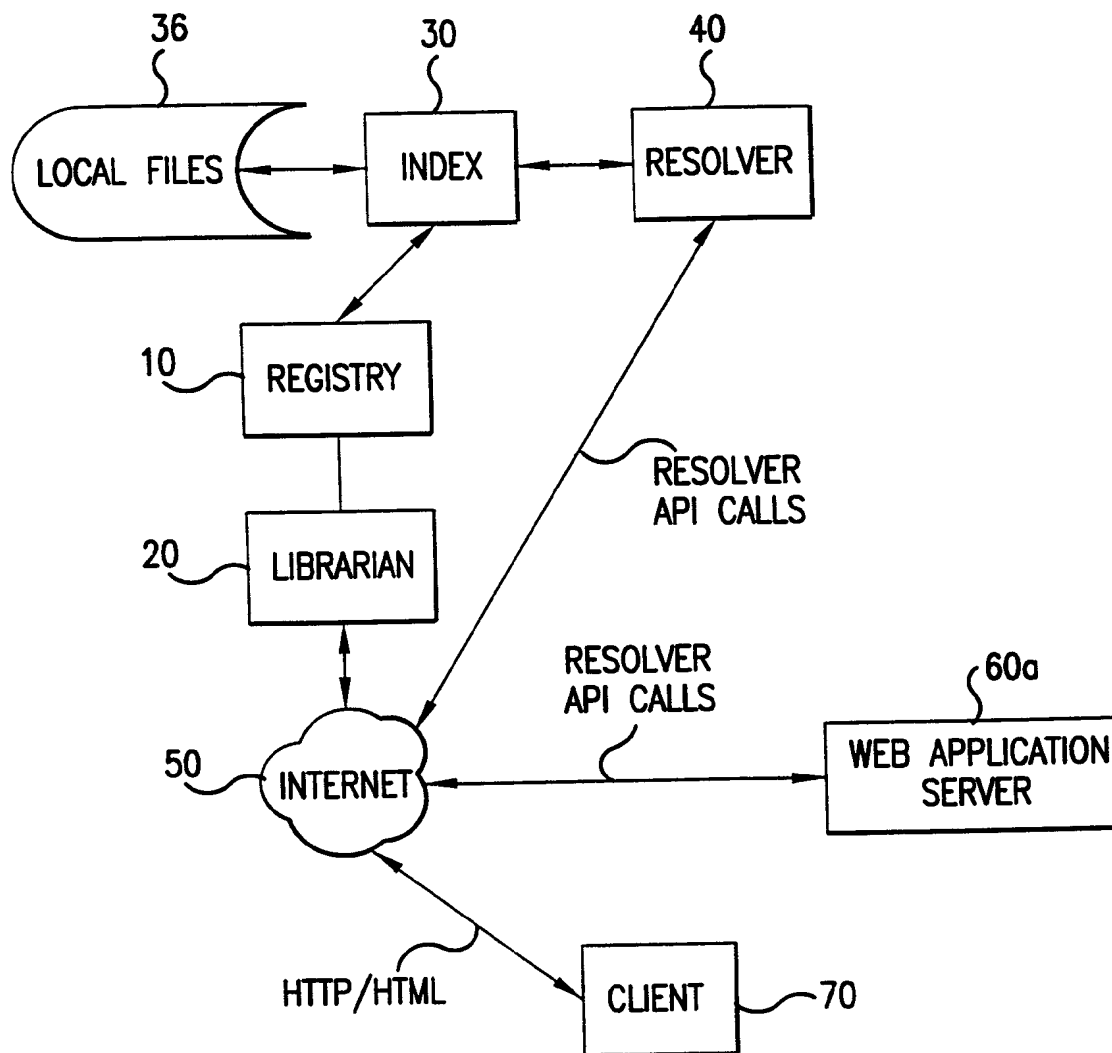 36
30
40
LOCAL FILES
INDEX
RESOLVER
10
REGISTRY
RESOLVER
API CALLS
20
LIBRARIAN
RESOLVER
API CALLS
60a
50
INTERNET
WEB APPLICATION
SERVER
HTTP/HTML
CLIENT
70